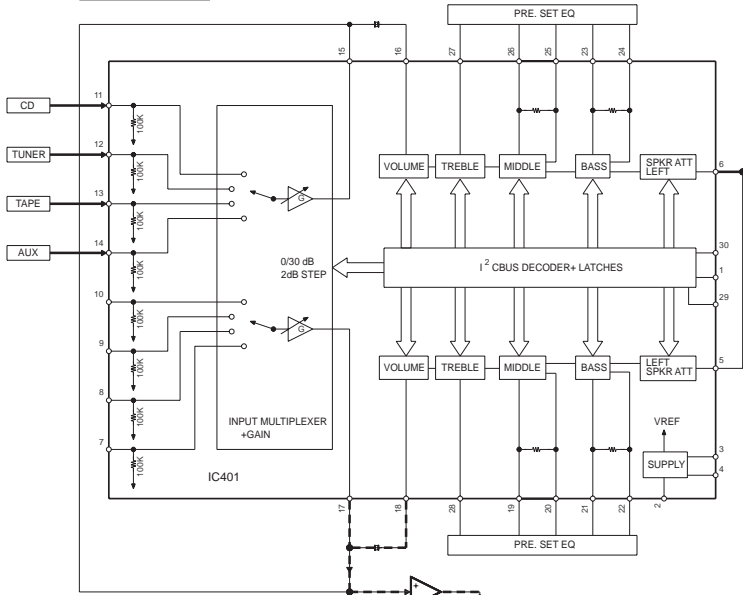 PRE. SET EQ
15
16
27
26
25
23
24
CD
11
100K
TUNER
12
100K
TAPE
13
100K
AUX
14
100K
G
VOLUME
TREBLE
MIDDLE
BASS
SPKR ATT
LEFT
6
0/30 dB
2dB STEP
I 2 CBUS DECODER+ LATCHES
30
1
29
10
100K
9
100K
8
100K
7
100K
G
VOLUME
TREBLE
MIDDLE
BASS
LEFT
SPKR ATT
5
INPUT MULTIPLEXER
+GAIN
IC401
VREF
SUPPLY
3
4
17
18
28
19
20
21
22
2
PRE. SET EQ
+